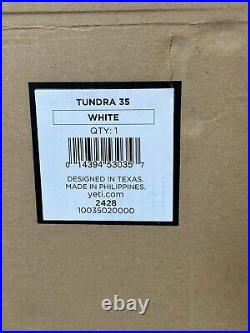 TUNDRA 35
WHITE
QTY: 1
0 14394 53035 7
DESIGNED IN TEXAS.
MADE IN PHILIPPINES.
yeti.com
2428
10035020000